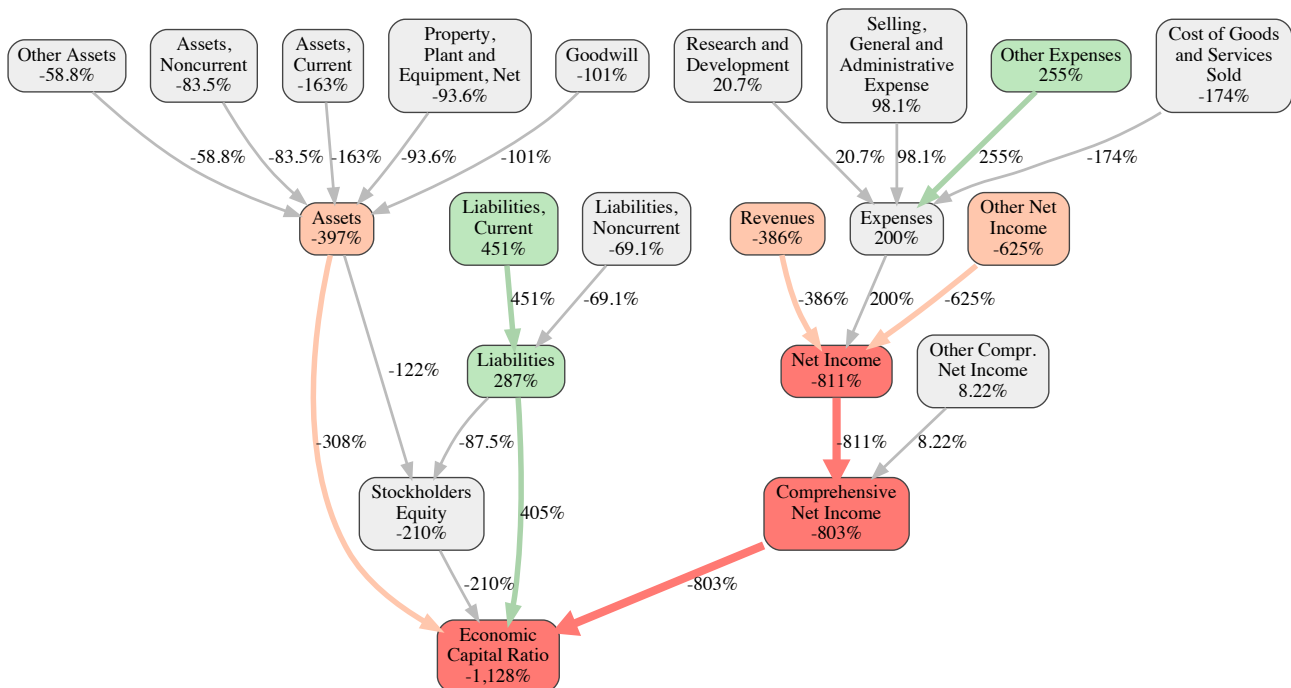 Other Assets
-58.8%
Assets,
Noncurrent
-83.5%
Assets,
Current
-163%
Property,
Plant and
Equipment, Net
-93.6%
Goodwill
-101%
Research and
Development
20.7%
Selling,
General and
Administrative
Expense
98.1%
Other Expenses
255%
Cost of Goods
and Services
Sold
-174%
-58.8%
-83.5%
-163%
-93.6%
-101%
20.7%
98.1%
255%
-174%
Assets
-397%
Liabilities,
Current
451%
Liabilities,
Noncurrent
-69.1%
Revenues
-386%
Expenses
200%
Other Net
Income
-625%
451%
-69.1%
-386%
200%
-625%
-122%
Liabilities
287%
Net Income
-811%
Other Compr.
Net Income
8.22%
-308%
-87.5%
-811%
8.22%
Stockholders
Equity
-210%
405%
Comprehensive
Net Income
-803%
-210%
-803%
Economic
Capital Ratio
-1,128%